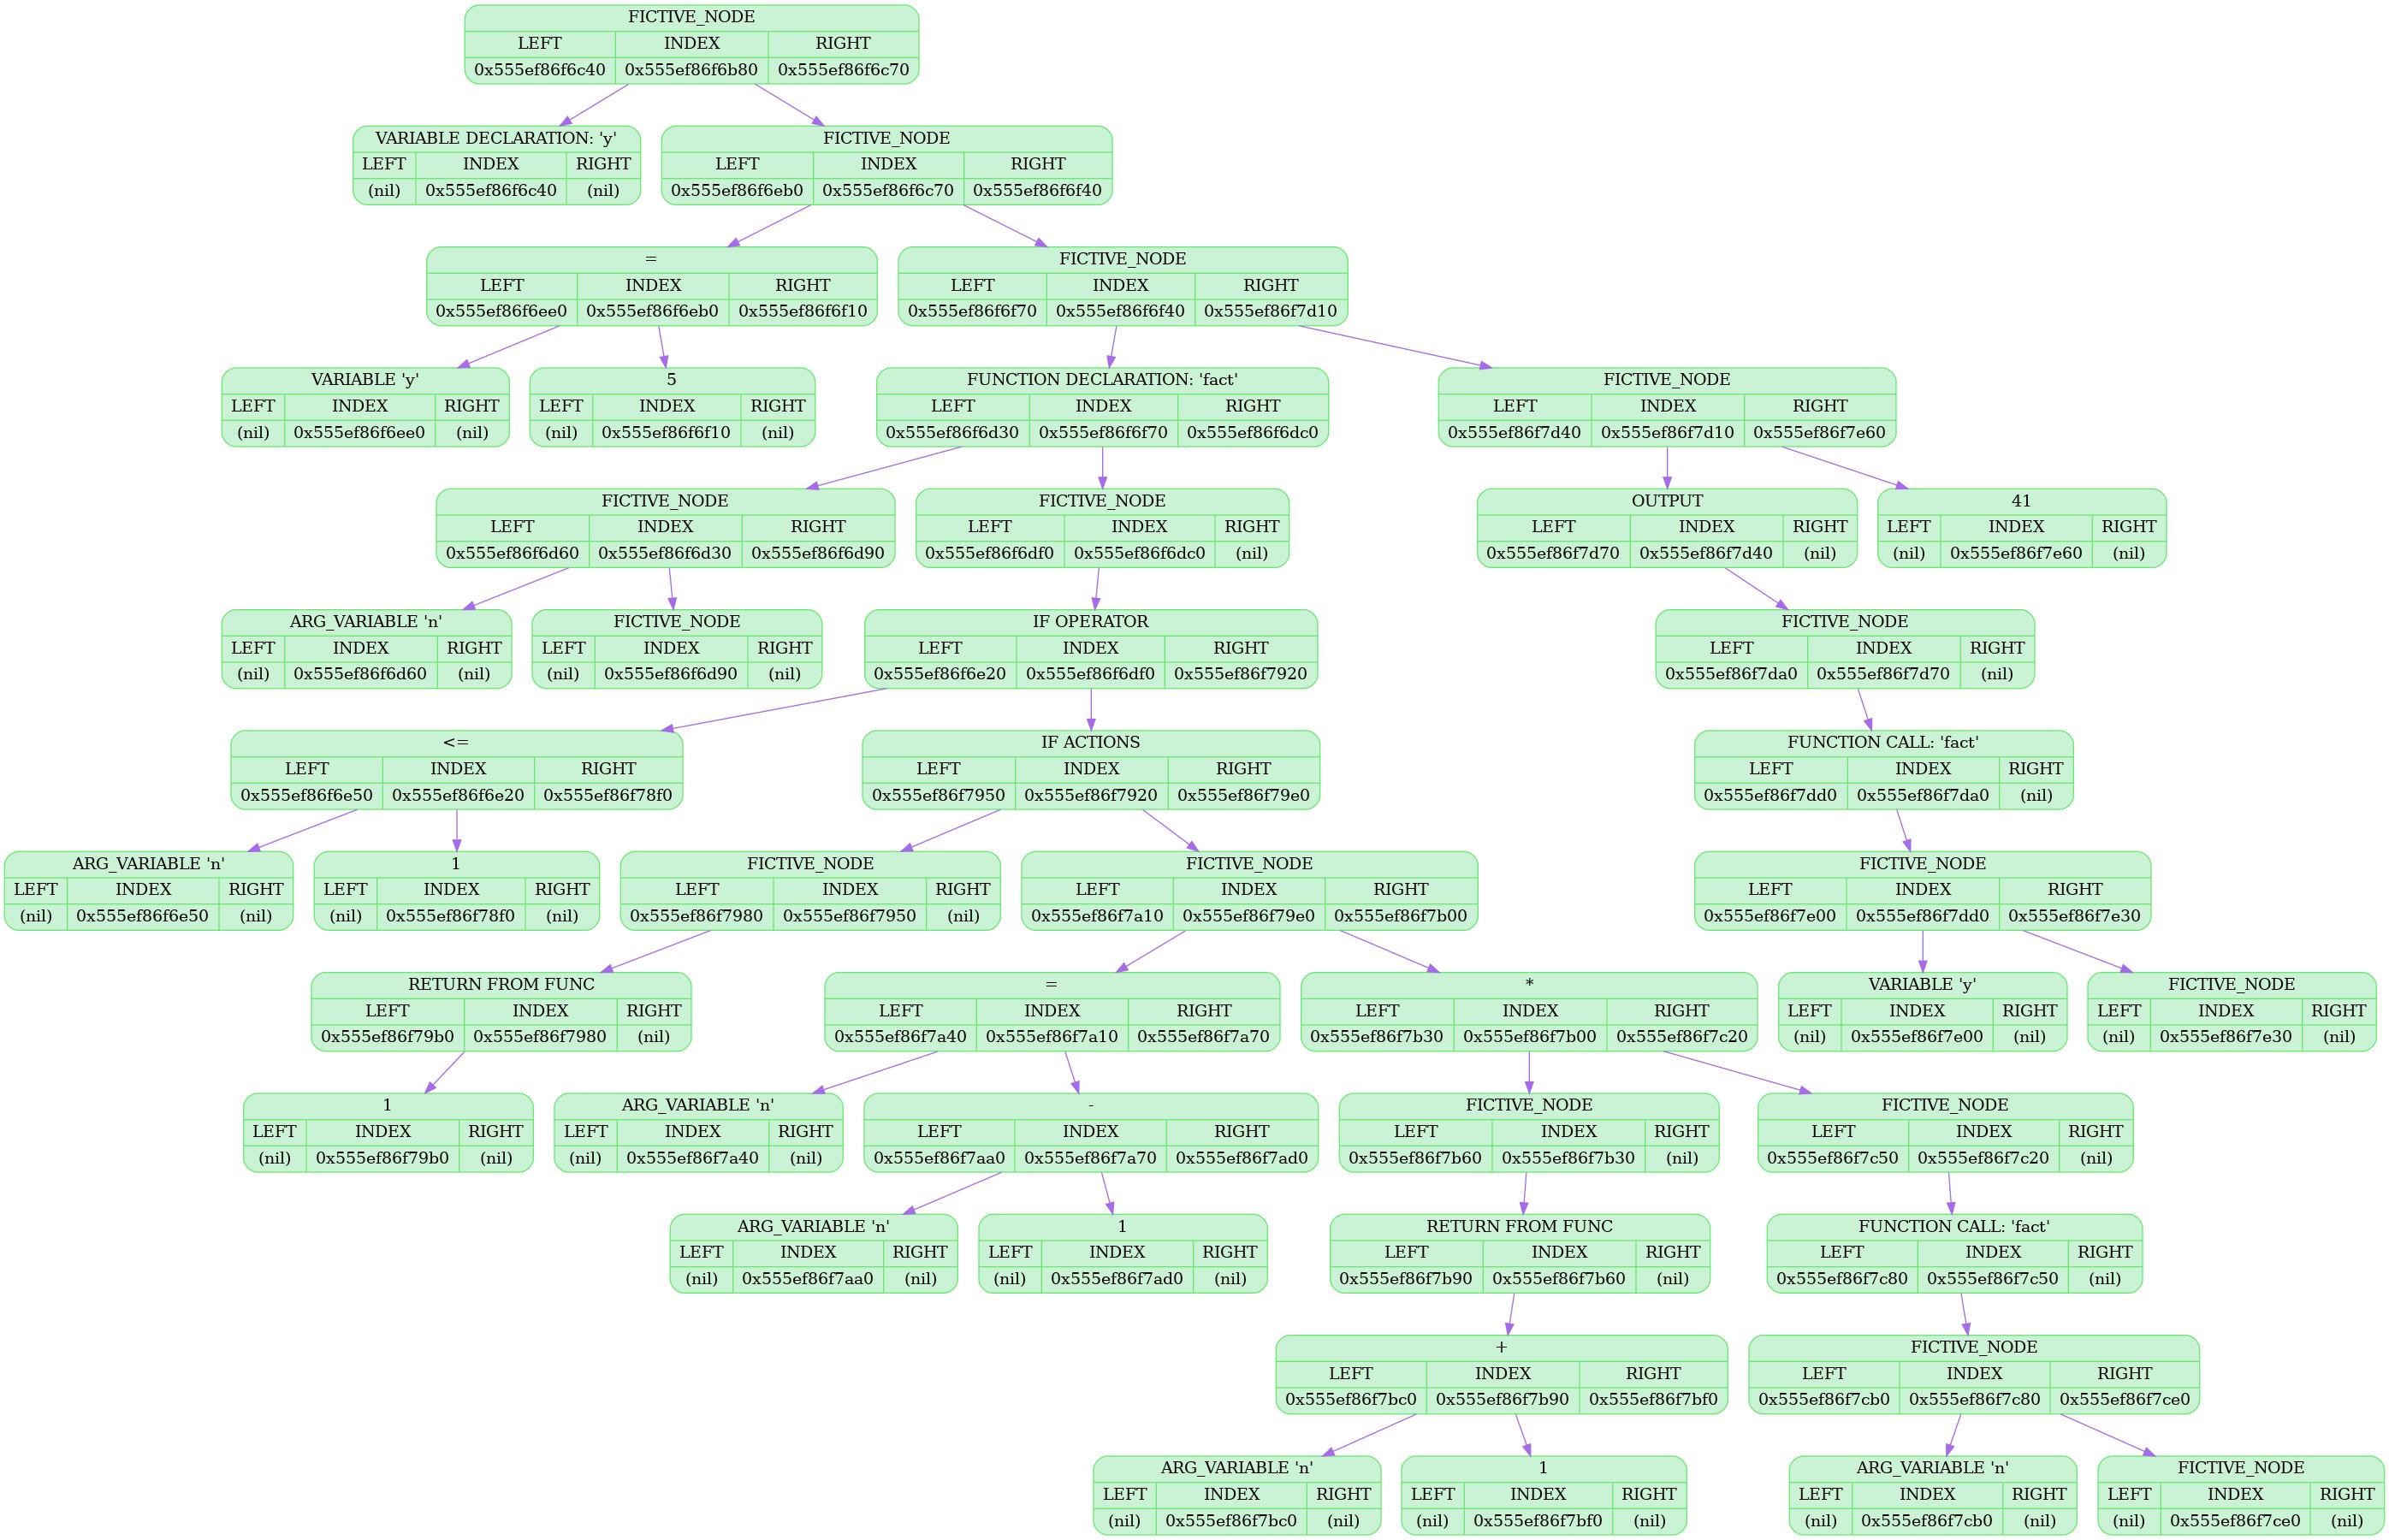 FICTIVE_NODE
LEFT INDEX RIGHT
0x555ef86f6c40 0x555ef86f6b80 0x555ef86f6c70
VARIABLE DECLARATION: 'y'
LEFT INDEX RIGHT
(nil) 0x555ef86f6c40 (nil)
FICTIVE_NODE
LEFT INDEX RIGHT
0x555ef86f6eb0 0x555ef86f6c70 0x555ef86f6f40
=
LEFT INDEX RIGHT
0x555ef86f6ee0 0x555ef86f6eb0 0x555ef86f6f10
FICTIVE_NODE
LEFT INDEX RIGHT
0x555ef86f6f70 0x555ef86f6f40 0x555ef86f7d10
VARIABLE 'y'
LEFT INDEX RIGHT
(nil) 0x555ef86f6ee0 (nil)
5
LEFT INDEX RIGHT
(nil) 0x555ef86f6f10 (nil)
FUNCTION DECLARATION: 'fact'
LEFT INDEX RIGHT
0x555ef86f6d30 0x555ef86f6f70 0x555ef86f6dc0
FICTIVE_NODE
LEFT INDEX RIGHT
0x555ef86f7d40 0x555ef86f7d10 0x555ef86f7e60
FICTIVE_NODE
LEFT INDEX RIGHT
0x555ef86f6d60 0x555ef86f6d30 0x555ef86f6d90
FICTIVE_NODE
LEFT INDEX RIGHT
0x555ef86f6df0 0x555ef86f6dc0 (nil)
OUTPUT
LEFT INDEX RIGHT
0x555ef86f7d70 0x555ef86f7d40 (nil)
41
LEFT INDEX RIGHT
(nil) 0x555ef86f7e60 (nil)
ARG_VARIABLE 'n'
LEFT INDEX RIGHT
(nil) 0x555ef86f6d60 (nil)
FICTIVE_NODE
LEFT INDEX RIGHT
(nil) 0x555ef86f6d90 (nil)
IF OPERATOR
LEFT INDEX RIGHT
0x555ef86f6e20 0x555ef86f6df0 0x555ef86f7920
FICTIVE_NODE
LEFT INDEX RIGHT
0x555ef86f7da0 0x555ef86f7d70 (nil)
<=
LEFT INDEX RIGHT
0x555ef86f6e50 0x555ef86f6e20 0x555ef86f78f0
IF ACTIONS
LEFT INDEX RIGHT
0x555ef86f7950 0x555ef86f7920 0x555ef86f79e0
FUNCTION CALL: 'fact'
LEFT INDEX RIGHT
0x555ef86f7dd0 0x555ef86f7da0 (nil)
ARG_VARIABLE 'n'
LEFT INDEX RIGHT
(nil) 0x555ef86f6e50 (nil)
1
LEFT INDEX RIGHT
(nil) 0x555ef86f78f0 (nil)
FICTIVE_NODE
LEFT INDEX RIGHT
0x555ef86f7980 0x555ef86f7950 (nil)
FICTIVE_NODE
LEFT INDEX RIGHT
0x555ef86f7a10 0x555ef86f79e0 0x555ef86f7b00
FICTIVE_NODE
LEFT INDEX RIGHT
0x555ef86f7e00 0x555ef86f7dd0 0x555ef86f7e30
RETURN FROM FUNC
LEFT INDEX RIGHT
0x555ef86f79b0 0x555ef86f7980 (nil)
=
LEFT INDEX RIGHT
0x555ef86f7a40 0x555ef86f7a10 0x555ef86f7a70
*
LEFT INDEX RIGHT
0x555ef86f7b30 0x555ef86f7b00 0x555ef86f7c20
VARIABLE 'y'
LEFT INDEX RIGHT
(nil) 0x555ef86f7e00 (nil)
FICTIVE_NODE
LEFT INDEX RIGHT
(nil) 0x555ef86f7e30 (nil)
1
LEFT INDEX RIGHT
(nil) 0x555ef86f79b0 (nil)
ARG_VARIABLE 'n'
LEFT INDEX RIGHT
(nil) 0x555ef86f7a40 (nil)
-
LEFT INDEX RIGHT
0x555ef86f7aa0 0x555ef86f7a70 0x555ef86f7ad0
FICTIVE_NODE
LEFT INDEX RIGHT
0x555ef86f7b60 0x555ef86f7b30 (nil)
FICTIVE_NODE
LEFT INDEX RIGHT
0x555ef86f7c50 0x555ef86f7c20 (nil)
ARG_VARIABLE 'n'
LEFT INDEX RIGHT
(nil) 0x555ef86f7aa0 (nil)
1
LEFT INDEX RIGHT
(nil) 0x555ef86f7ad0 (nil)
RETURN FROM FUNC
LEFT INDEX RIGHT
0x555ef86f7b90 0x555ef86f7b60 (nil)
FUNCTION CALL: 'fact'
LEFT INDEX RIGHT
0x555ef86f7c80 0x555ef86f7c50 (nil)
+
LEFT INDEX RIGHT
0x555ef86f7bc0 0x555ef86f7b90 0x555ef86f7bf0
FICTIVE_NODE
LEFT INDEX RIGHT
0x555ef86f7cb0 0x555ef86f7c80 0x555ef86f7ce0
ARG_VARIABLE 'n'
LEFT INDEX RIGHT
(nil) 0x555ef86f7bc0 (nil)
1
LEFT INDEX RIGHT
(nil) 0x555ef86f7bf0 (nil)
ARG_VARIABLE 'n'
LEFT INDEX RIGHT
(nil) 0x555ef86f7cb0 (nil)
FICTIVE_NODE
LEFT INDEX RIGHT
(nil) 0x555ef86f7ce0 (nil)